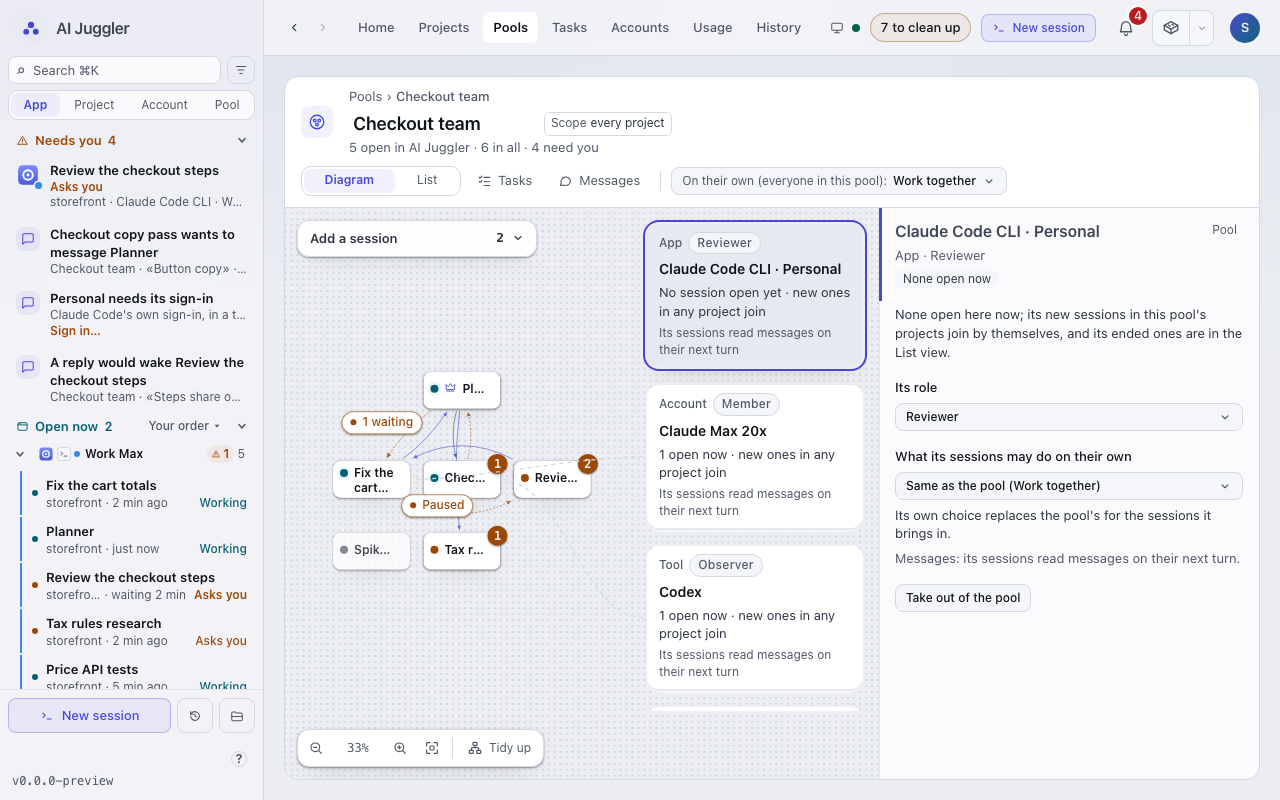 AI Juggler
Search ⌘K
App Project Account Pool
Needs you 4
Review the checkout steps
Asks you
storefront · Claude Code CLI · W...
Checkout copy pass wants to
message Planner
Checkout team · «Button copy» ·...
Personal needs its sign-in
Claude Code's own sign-in, in a t...
Sign in...
A reply would wake Review the
checkout steps
Checkout team · «Steps share o...
Open now 2 Your order
Work Max 1 5
Fix the cart totals
storefront · 2 min ago Working
Planner
storefront · just now Working
Review the checkout steps
storefro... · waiting 2 min Asks you
Tax rules research
storefront · 2 min ago Asks you
Price API tests
storefront · 5 min ago Working
New session
?
v0.0.0-preview
Home Projects Pools Tasks Accounts Usage History
7 to clean up
New session
4
S
Pools › Checkout team
Checkout team
Scope every project
5 open in AI Juggler · 6 in all · 4 need you
Diagram List Tasks Messages
On their own (everyone in this pool): Work together
Add a session 2
Pl...
1 waiting
Fix the
cart...
Chec... 1
Revie... 2
Paused
Spik...
Tax r... 1
33%
Tidy up
App Reviewer
Claude Code CLI · Personal
No session open yet · new ones
in any project join
Its sessions read messages on
their next turn
Account Member
Claude Max 20x
1 open now · new ones in any
project join
Its sessions read messages on
their next turn
Tool Observer
Codex
1 open now · new ones in any
project join
Its sessions read messages on
their next turn
Claude Code CLI · Personal Pool
App · Reviewer
None open now
None open here now; its new sessions in this pool's
projects join by themselves, and its ended ones are in the
List view.
Its role
Reviewer
What its sessions may do on their own
Same as the pool (Work together)
Its own choice replaces the pool's for the sessions it
brings in.
Messages: its sessions read messages on their next turn.
Take out of the pool